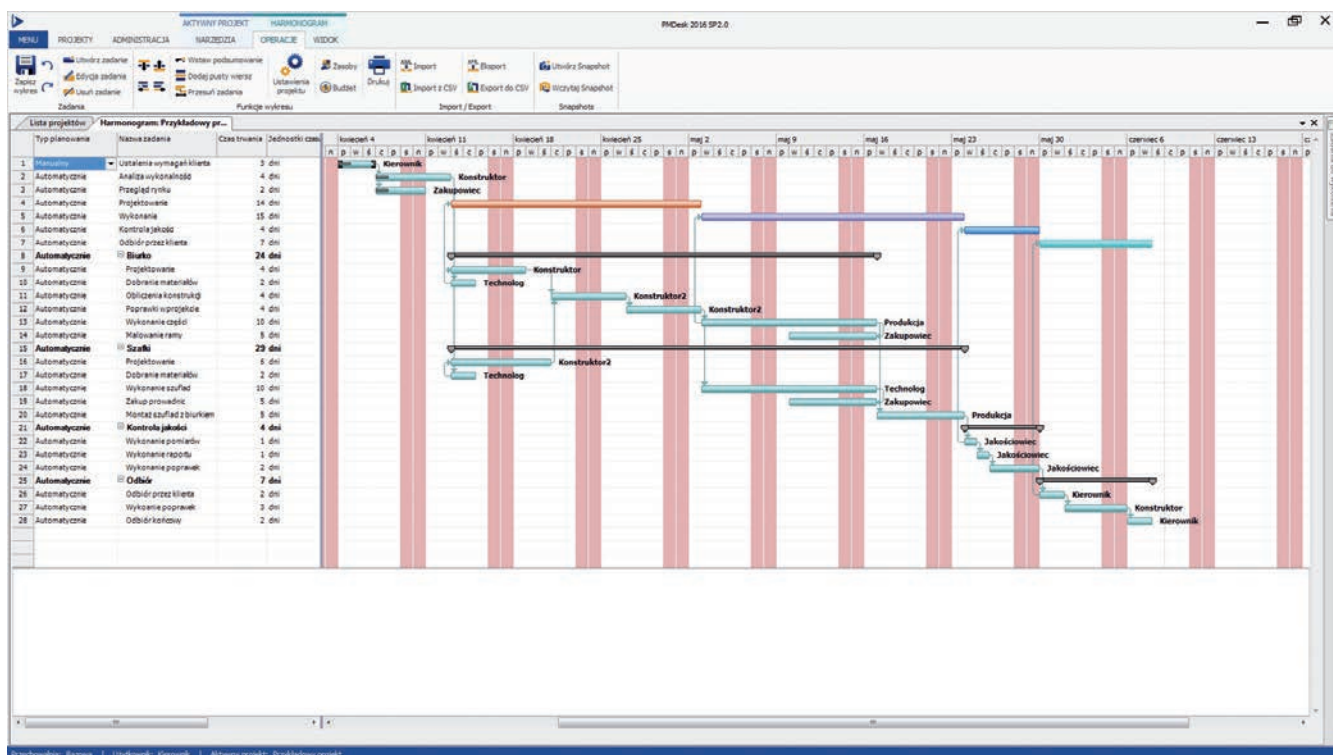 AKTYWNY PROJEKT HARMONOGRAM PMDesk 2016 SP2.0
MENU PROJEKTY ADMINISTRACJA NARZĘDZIA OPERACJE WIDOK
Zapisz wykres
Utwórz zadanie
Edycja zadania
Usuń zadanie
Zadania
Wstaw podsumowanie
Dodaj pusty wiersz
Przesuń zadania
Ustawienia projektu
Funkcje wykresu
Zasoby
Budżet
Drukuj
Import Eksport
Import z CSV Export do CSV
Import / Export
Utwórz Snapshot
Wczytaj Snapshot
Snapshots
Lista projektów Harmonogram: Przykładowy pr...
Typ planowania Nazwa zadania Czas trwania Jednostki czasu
kwiecień 4 kwiecień 11 kwiecień 18 kwiecień 25 maj 2 maj 9 maj 16 maj 23 maj 30 czerwiec 6 czerwiec 13
n p w ś c p s n p w ś c p s n p w ś c p s n p w ś c p s n p w ś c p s n p w ś c p s n p w ś c p s n p w ś c p s n p w ś c p s n p w ś c p s n p w ś c p s n p
1 Manualny Ustalenia wymagań klienta 3 dni Kierownik
2 Automatycznie Analiza wykonalności 4 dni Konstruktor
3 Automatycznie Przegląd rynku 2 dni Zakupowiec
4 Automatycznie Projektowanie 14 dni
5 Automatycznie Wykonanie 15 dni
6 Automatycznie Kontrola jakości 4 dni
7 Automatycznie Odbiór przez klienta 7 dni
8 Automatycznie Biurko 24 dni
9 Automatycznie Projektowanie 4 dni Konstruktor
10 Automatycznie Dobranie materiałów 2 dni Technolog
11 Automatycznie Obliczenia konstrukcji 4 dni Konstruktor2
12 Automatycznie Poprawki w projekcie 4 dni Konstruktor2
13 Automatycznie Wykonanie części 10 dni Produkcja
14 Automatycznie Malowanie ramy 5 dni Zakupowiec
15 Automatycznie Szafki 29 dni
16 Automatycznie Projektowanie 6 dni Konstruktor2
17 Automatycznie Dobranie materiałów 2 dni Technolog
18 Automatycznie Wykonanie szuflad 10 dni Technolog
19 Automatycznie Zakup prowadnic 5 dni Zakupowiec
20 Automatycznie Montaż szuflad z biurkiem 5 dni Produkcja
21 Automatycznie Kontrola jakości 4 dni
22 Automatycznie Wykonanie pomiarów 1 dni Jakościowiec
23 Automatycznie Wykonanie raportu 1 dni Jakościowiec
24 Automatycznie Wykonanie poprawek 2 dni Jakościowiec
25 Automatycznie Odbiór 7 dni
26 Automatycznie Odbiór przez klienta 2 dni Kierownik
27 Automatycznie Wykoanie poprawek 3 dni Konstruktor
28 Automatycznie Odbiór końcowy 2 dni Kierownik
Użytkownik: Kierownik | Aktywny projekt: Przykładowy projekt